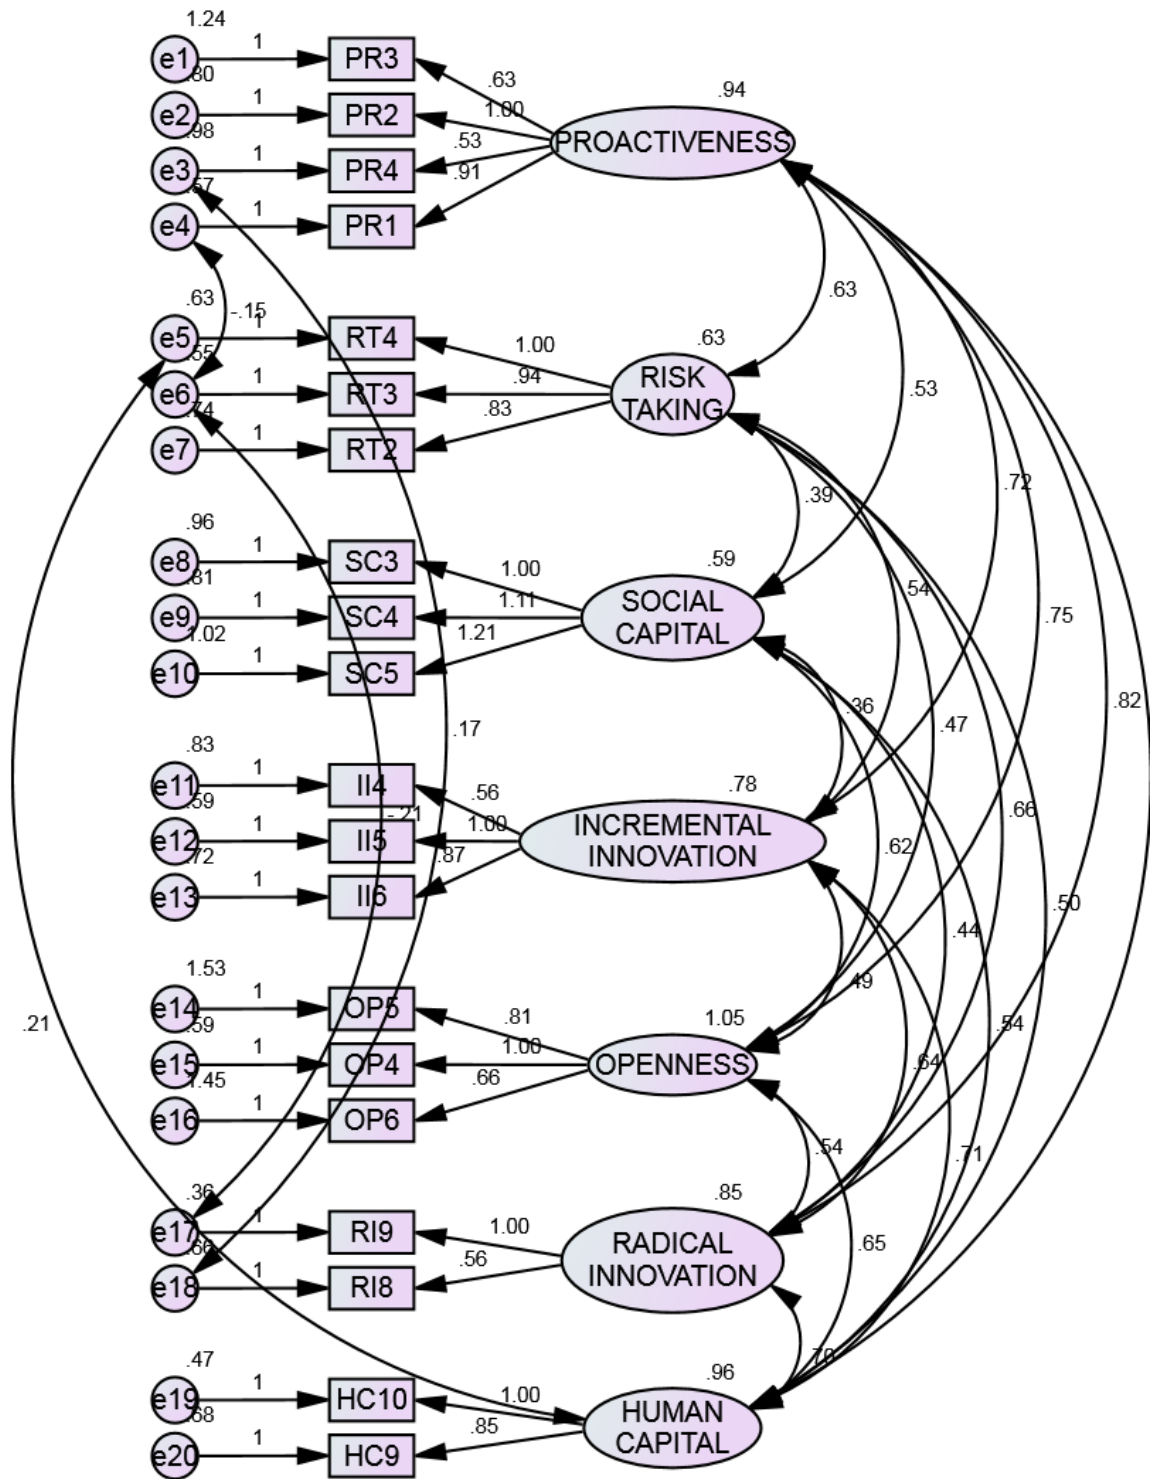 1.24
e1
1
PR3
.63
.94
.80
e2
1
PR2
1.00
PROACTIVENESS
.98
e3
1
PR4
.53
.57
e4
1
PR1
.91
.63
-.15
.63
e5
1
RT4
1.00
.63
.55
e6
1
RT3
.94
RISK
TAKING
.53
.74
e7
1
RT2
.83
.39
.72
.96
e8
1
SC3
1.00
.59
.54
.81
e9
1
SC4
1.11
SOCIAL
CAPITAL
.75
1.02
e10
1
SC5
1.21
.36
.47
.82
.82
.17
.83
e11
1
II4
.56
.78
.66
.59
e12
1
II5
-.21
1.00
INCREMENTAL
INNOVATION
.62
.72
e13
1
II6
.87
.50
.44
1.53
e14
1
OP5
.81
1.05
.49
.54
.21
.59
e15
1
OP4
1.00
OPENNESS
.64
1.45
e16
1
OP6
.66
.54
.71
.36
e17
1
RI9
1.00
.85
.65
.66
e18
1
RI8
.56
RADICAL
INNOVATION
.47
e19
1
HC10
1.00
.96
.70
.68
e20
1
HC9
.85
HUMAN
CAPITAL